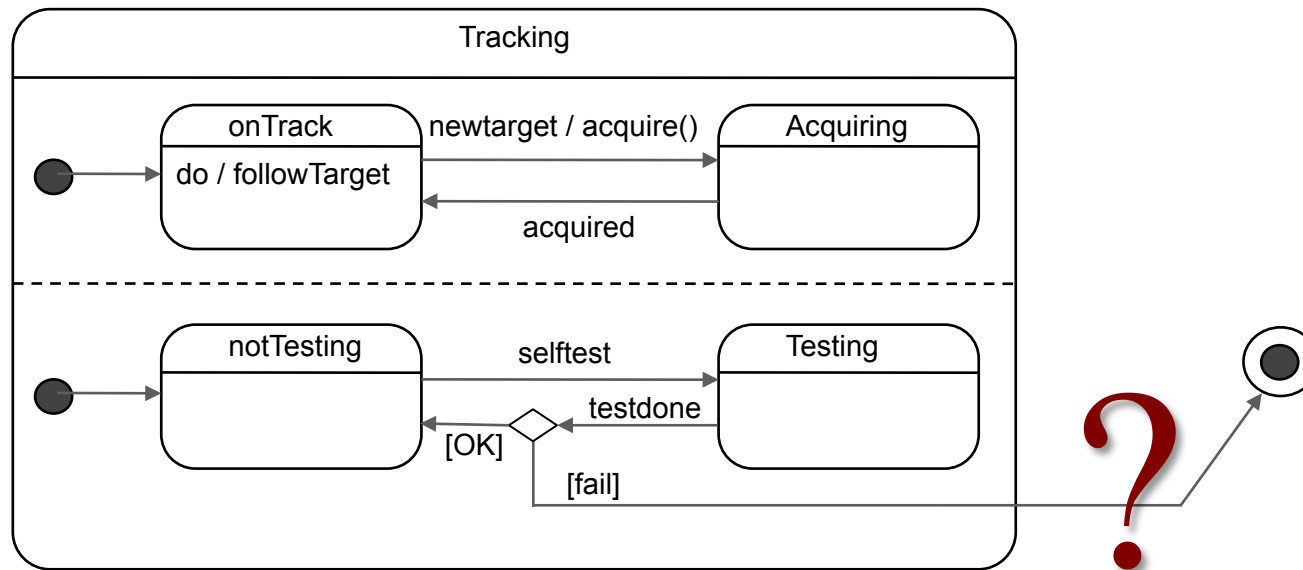 Tracking
onTrack
newtarget / acquire()
Acquiring
do / followTarget
acquired
notTesting
selftest
Testing
testdone
[OK]
[fail]
?